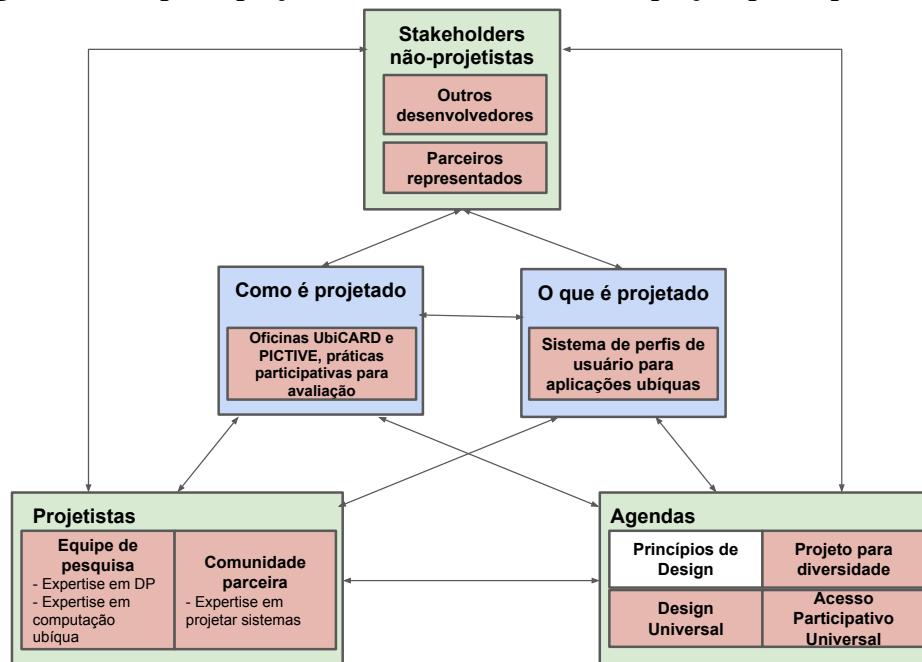 Stakeholders
não-projetistas
Outros
desenvolvedores
Parceiros
representados
Como é projetado
Oficinas UbiCARD e
PICTIVE, práticas
participativas para
avaliação
O que é projetado
Sistema de perfis de
usuário para
aplicações ubíquas
Projetistas
Equipe de
pesquisa
- Expertise em DP
- Expertise em
computação
ubíqua
Comunidade
parceira
- Expertise em
projetar sistemas
Agendas
Princípios de
Design
Projeto para
diversidade
Design
Universal
Acesso
Participativo
Universal